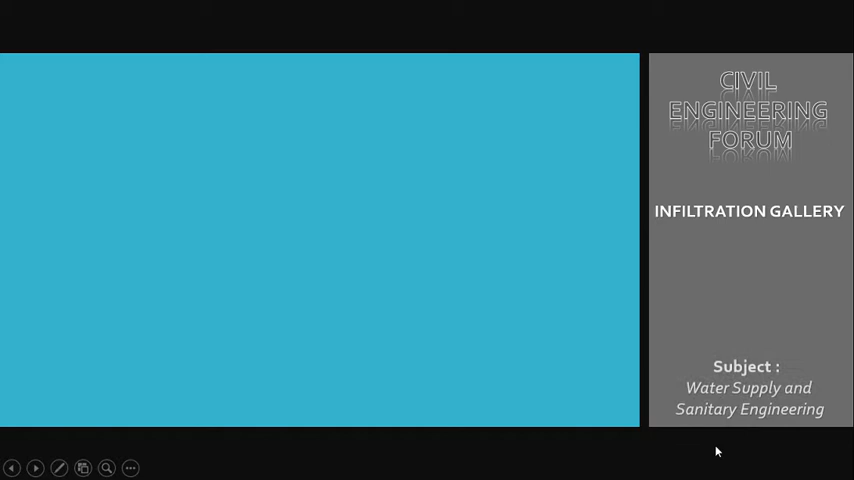 CIVIL
ENGINEERING
FORUM
INFILTRATION GALLERY
Subject :
Water Supply and
Sanitary Engineering